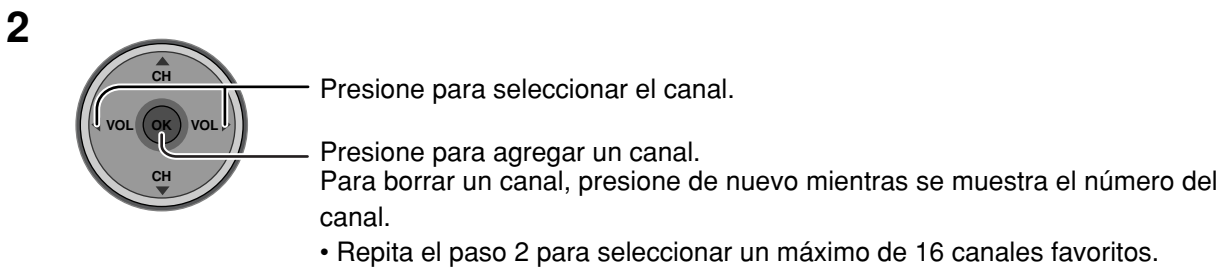 2
CH
VOL OK VOL
CH
Presione para seleccionar el canal.
Presione para agregar un canal.
Para borrar un canal, presione de nuevo mientras se muestra el número del
canal.
• Repita el paso 2 para seleccionar un máximo de 16 canales favoritos.